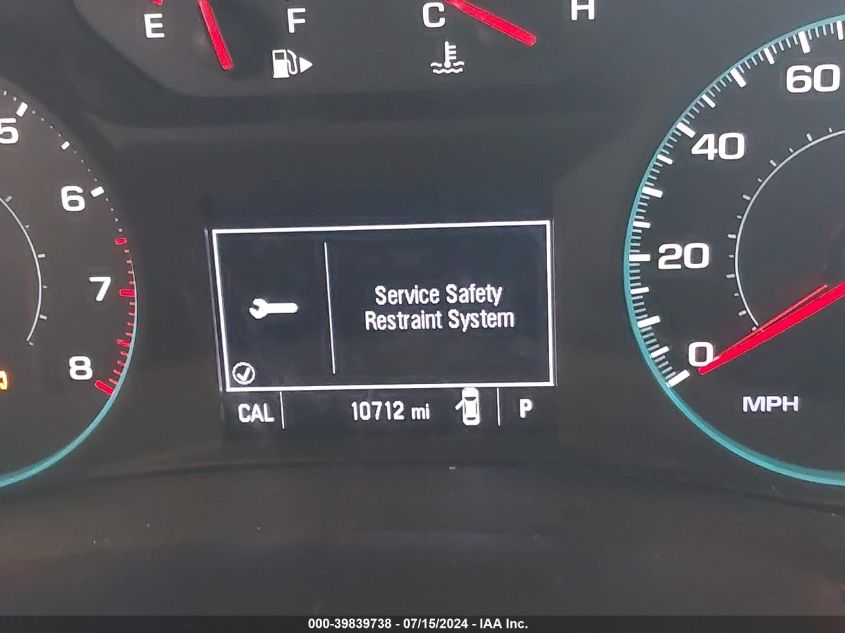 E F C H
5
6
7
8
60
40
20
0
MPH
Service Safety
Restraint System
CAL 10712 mi P
000-39839738 - 07/15/2024 - IAA Inc.